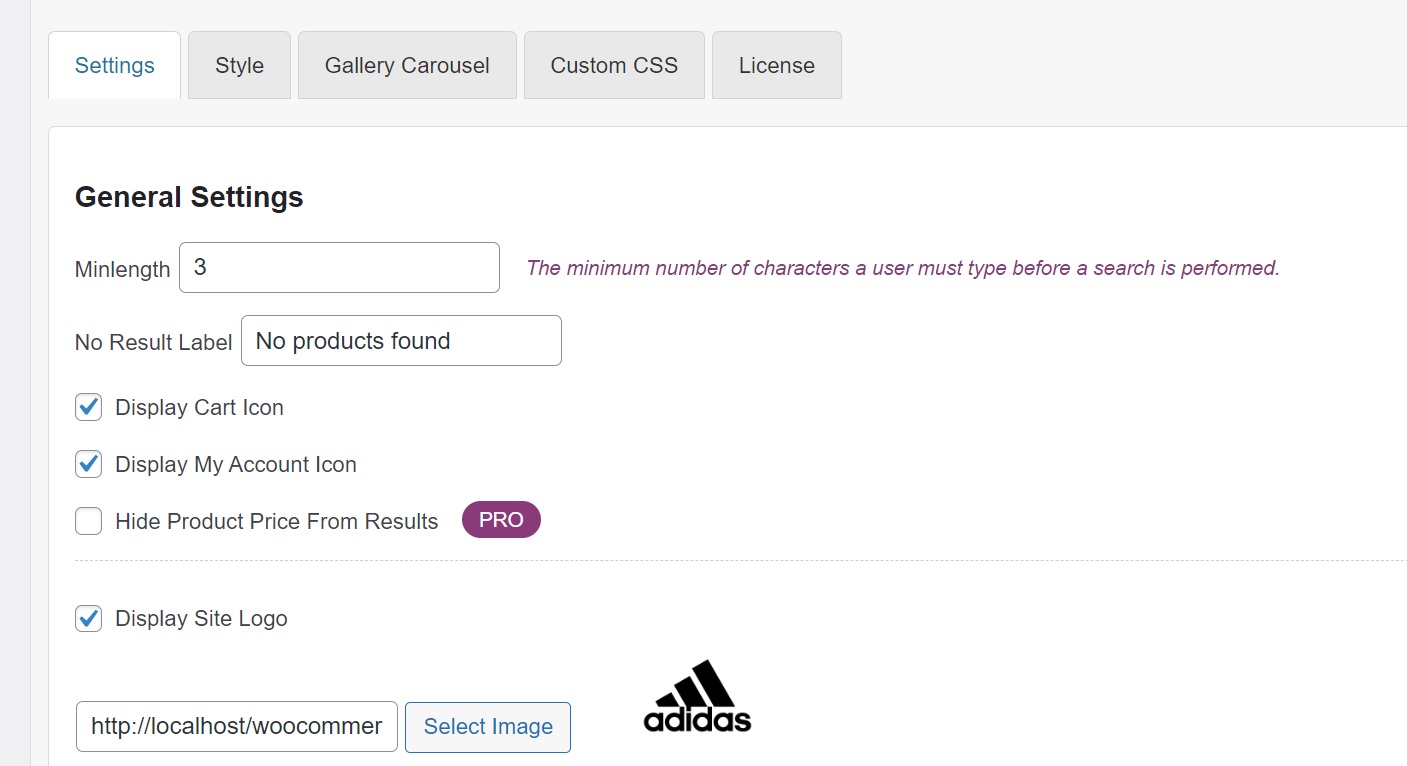 Settings Style Gallery Carousel Custom CSS License
General Settings
Minlength 3 The minimum number of characters a user must type before a search is performed.
No Result Label No products found
Display Cart Icon
Display My Account Icon
Hide Product Price From Results PRO
Display Site Logo
adidas
http://localhost/woocommer Select Image